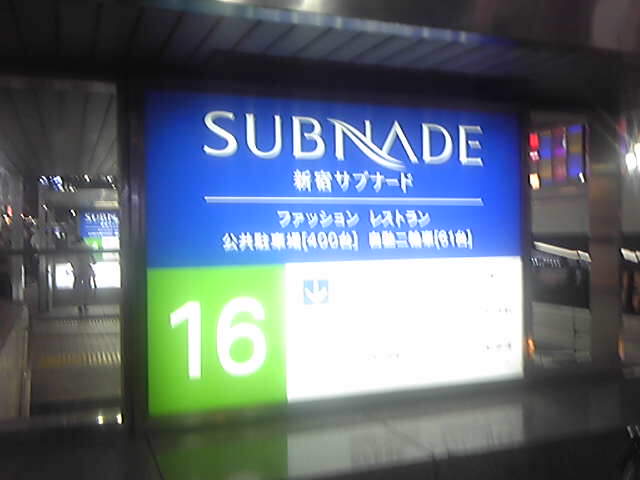 SUBNADE
新宿サブナード
ファッション レストラン
公共駐車場[400台] 自動二輪車[61台]
16